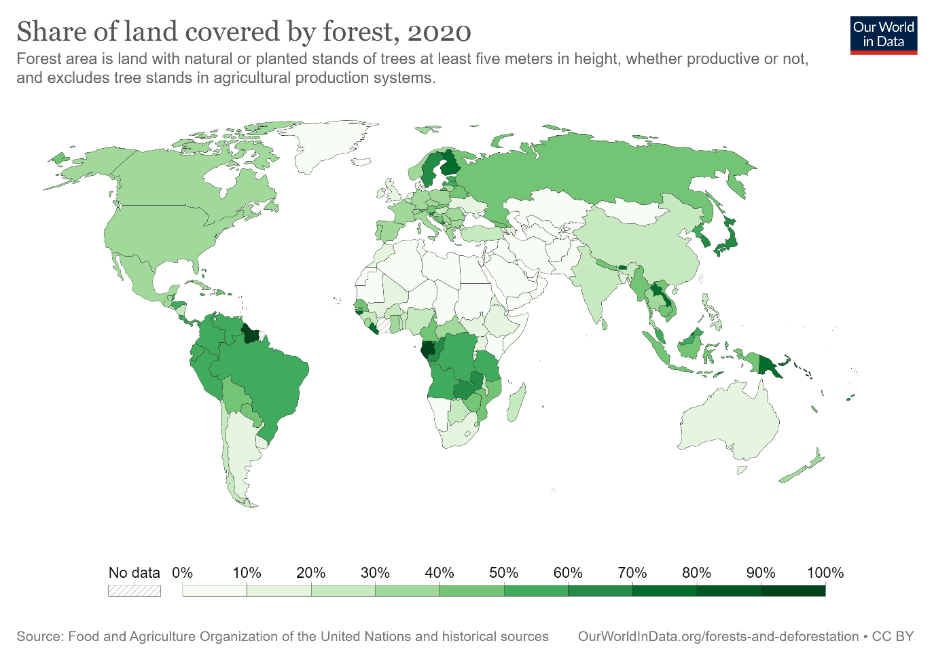 Share of land covered by forest, 2020
Our World
in Data
Forest area is land with natural or planted stands of trees at least five meters in height, whether productive or not,
and excludes tree stands in agricultural production systems.
No data 0% 10% 20% 30% 40% 50% 60% 70% 80% 90% 100%
Source: Food and Agriculture Organization of the United Nations and historical sources
OurWorldInData.org/forests-and-deforestation • CC BY